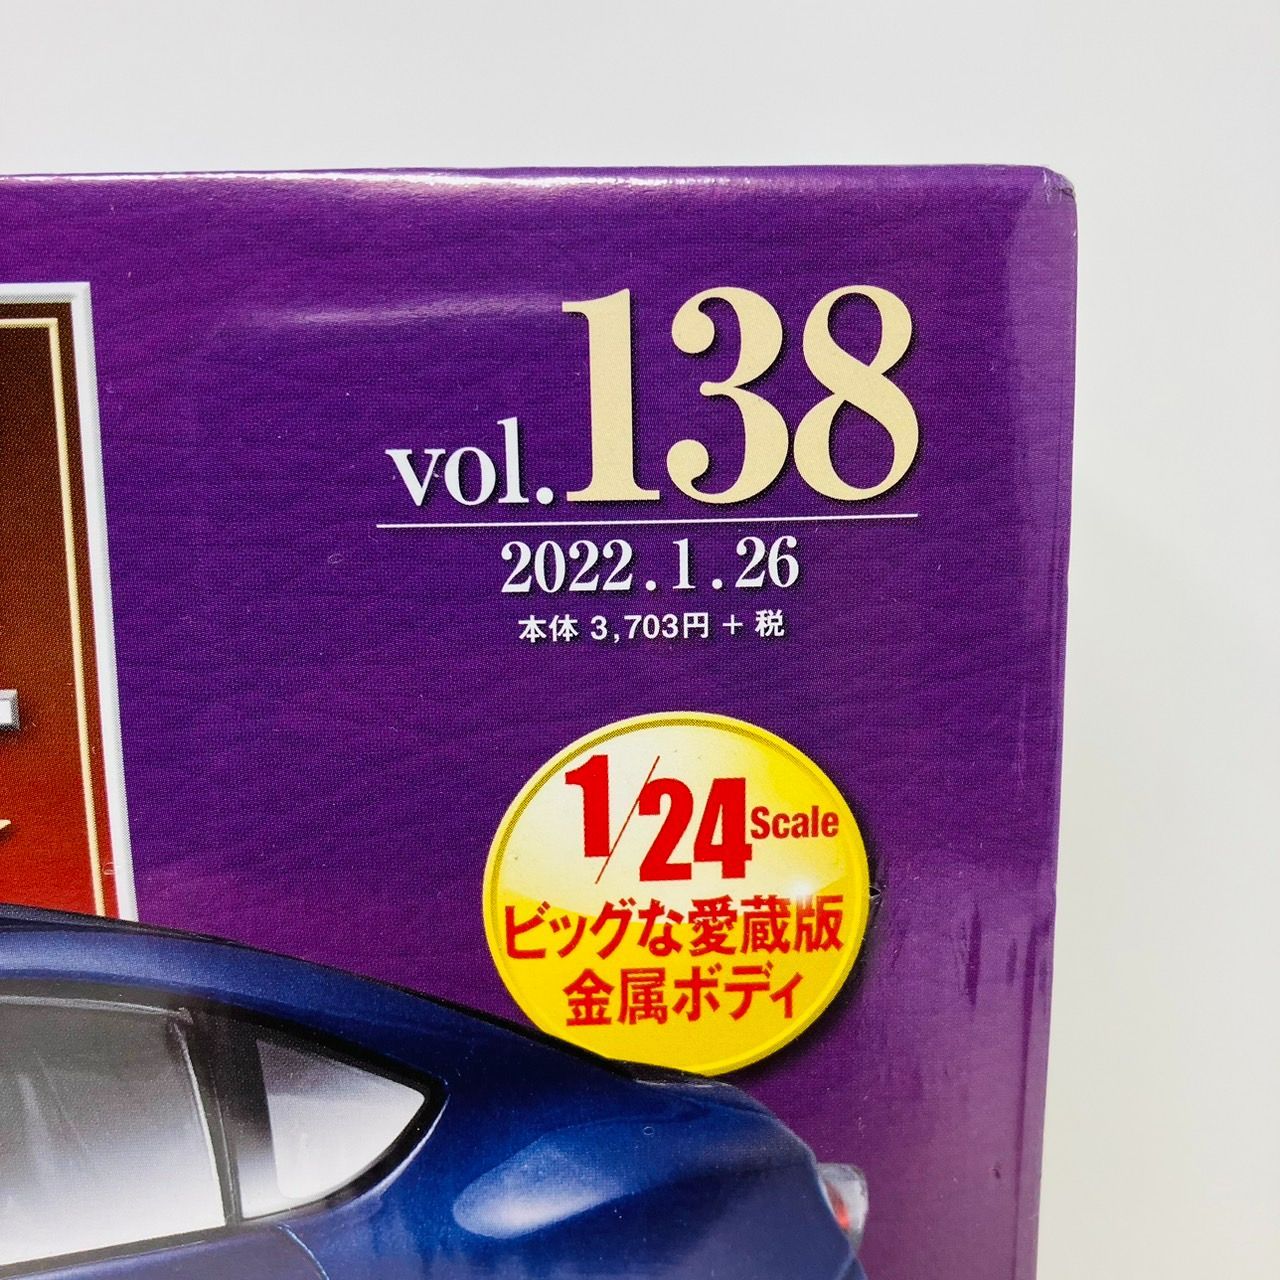 vol.138
2022.1.26
本体 3,703円 + 税
1/24 Scale
ビッグな愛蔵版
金属ボディ